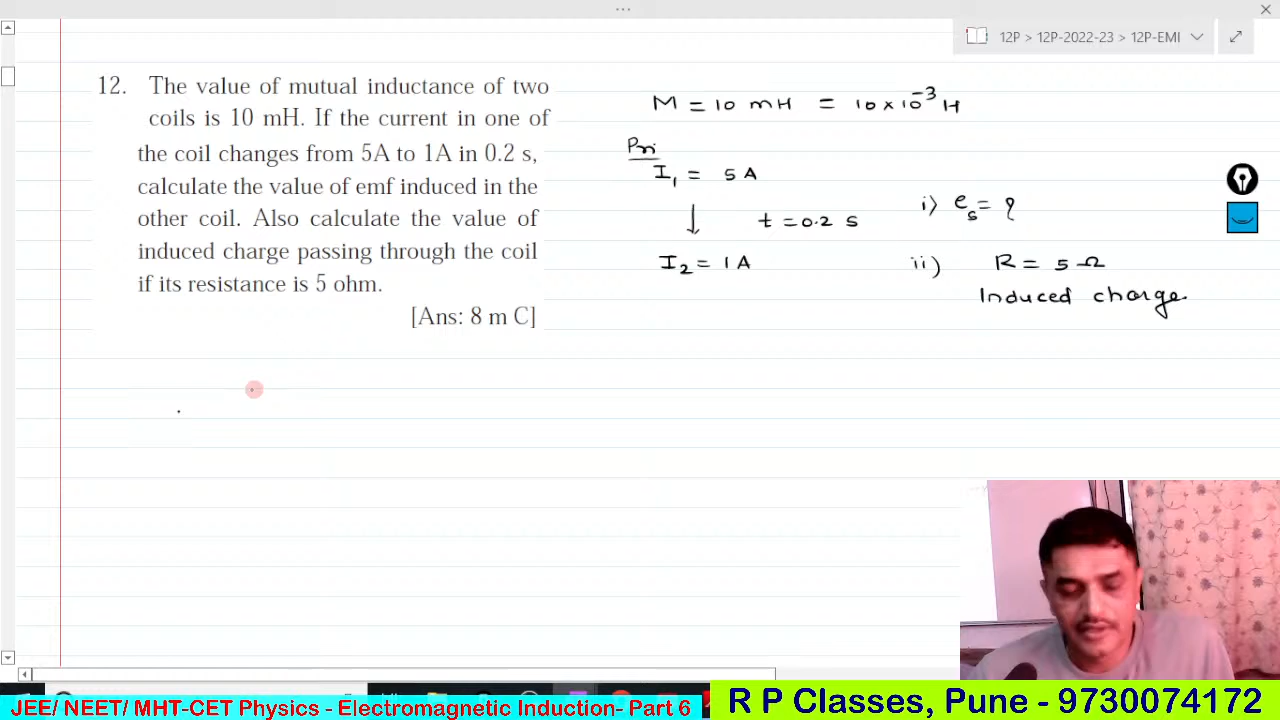 12P > 12P-2022-23 > 12P-EMI
12. The value of mutual inductance of two
coils is 10 mH. If the current in one of
the coil changes from 5A to 1A in 0.2 s,
calculate the value of emf induced in the
other coil. Also calculate the value of
induced charge passing through the coil
if its resistance is 5 ohm.
[Ans: 8 m C]
M = 10 mH = 10 × 10⁻³ H
Pri
I₁ = 5 A
t = 0.2 s
I₂ = 1 A
i) eₛ = ?
ii) R = 5 Ω
Induced charge.
JEE/ NEET/ MHT-CET Physics - Electromagnetic Induction- Part 6
R P Classes, Pune - 9730074172